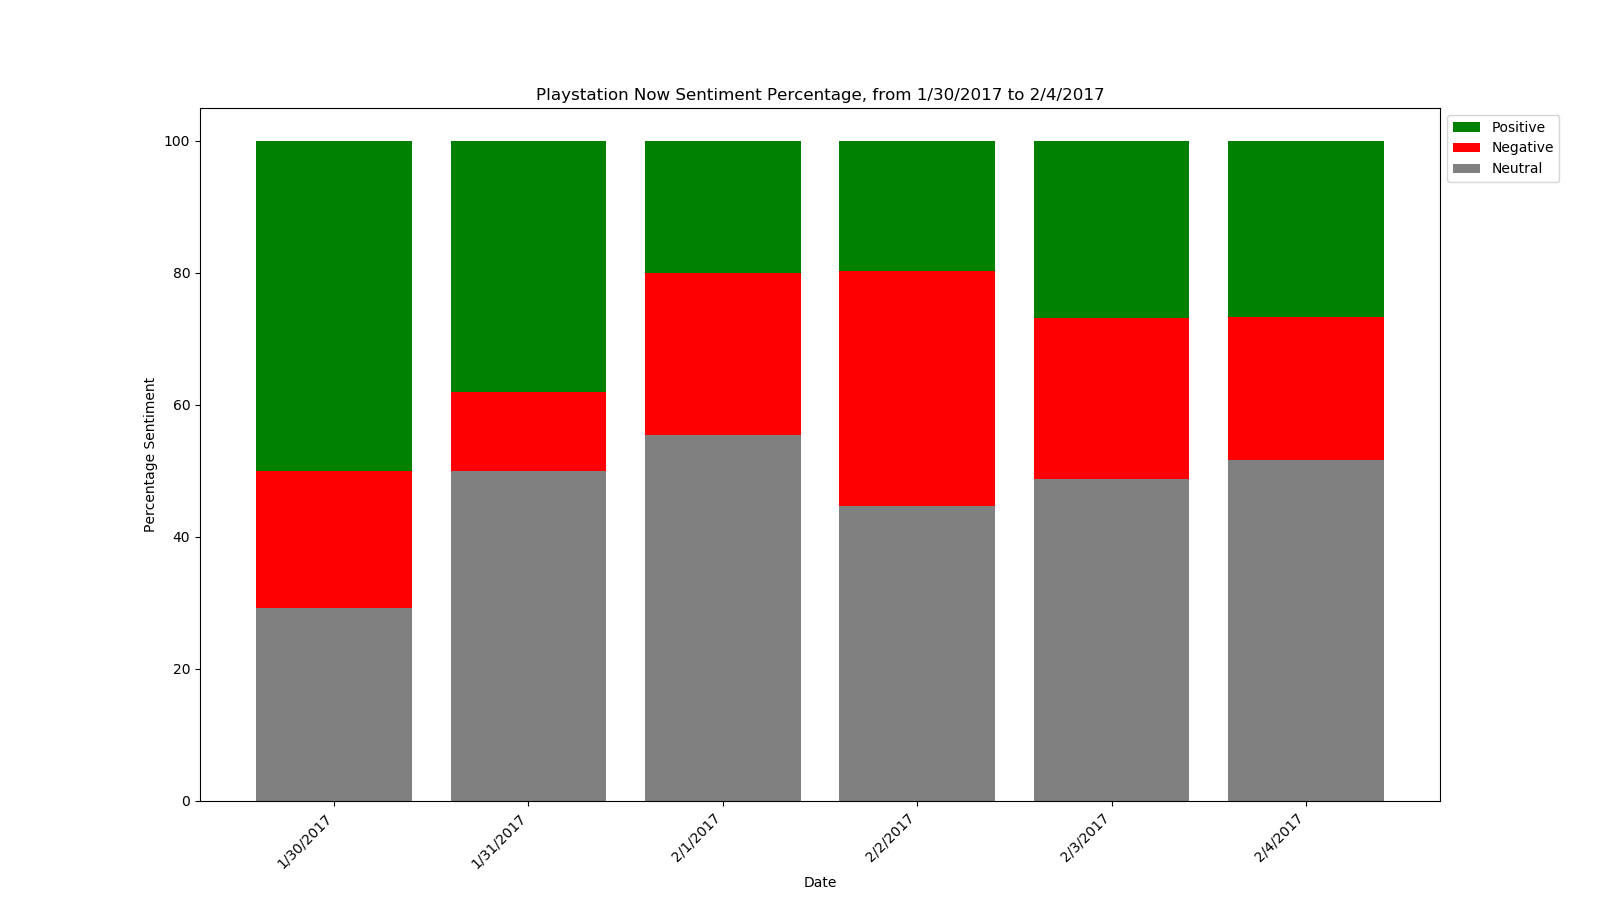 Playstation Now Sentiment Percentage, from 1/30/2017 to 2/4/2017
Positive
Negative
Neutral
Percentage Sentiment
100
80
60
40
20
0
1/30/2017
1/31/2017
2/1/2017
2/2/2017
2/3/2017
2/4/2017
Date